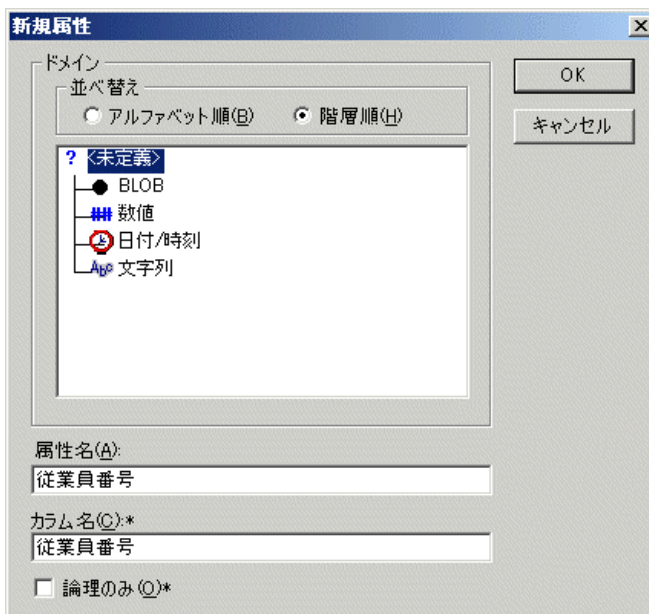 新規属性
ドメイン
並べ替え
アルファベット順(B)
階層順(H)
? <未定義>
BLOB
数値
日付/時刻
Abc 文字列
OK
キャンセル
属性名(A):
従業員番号
カラム名(C):*
従業員番号
論理のみ(O)*